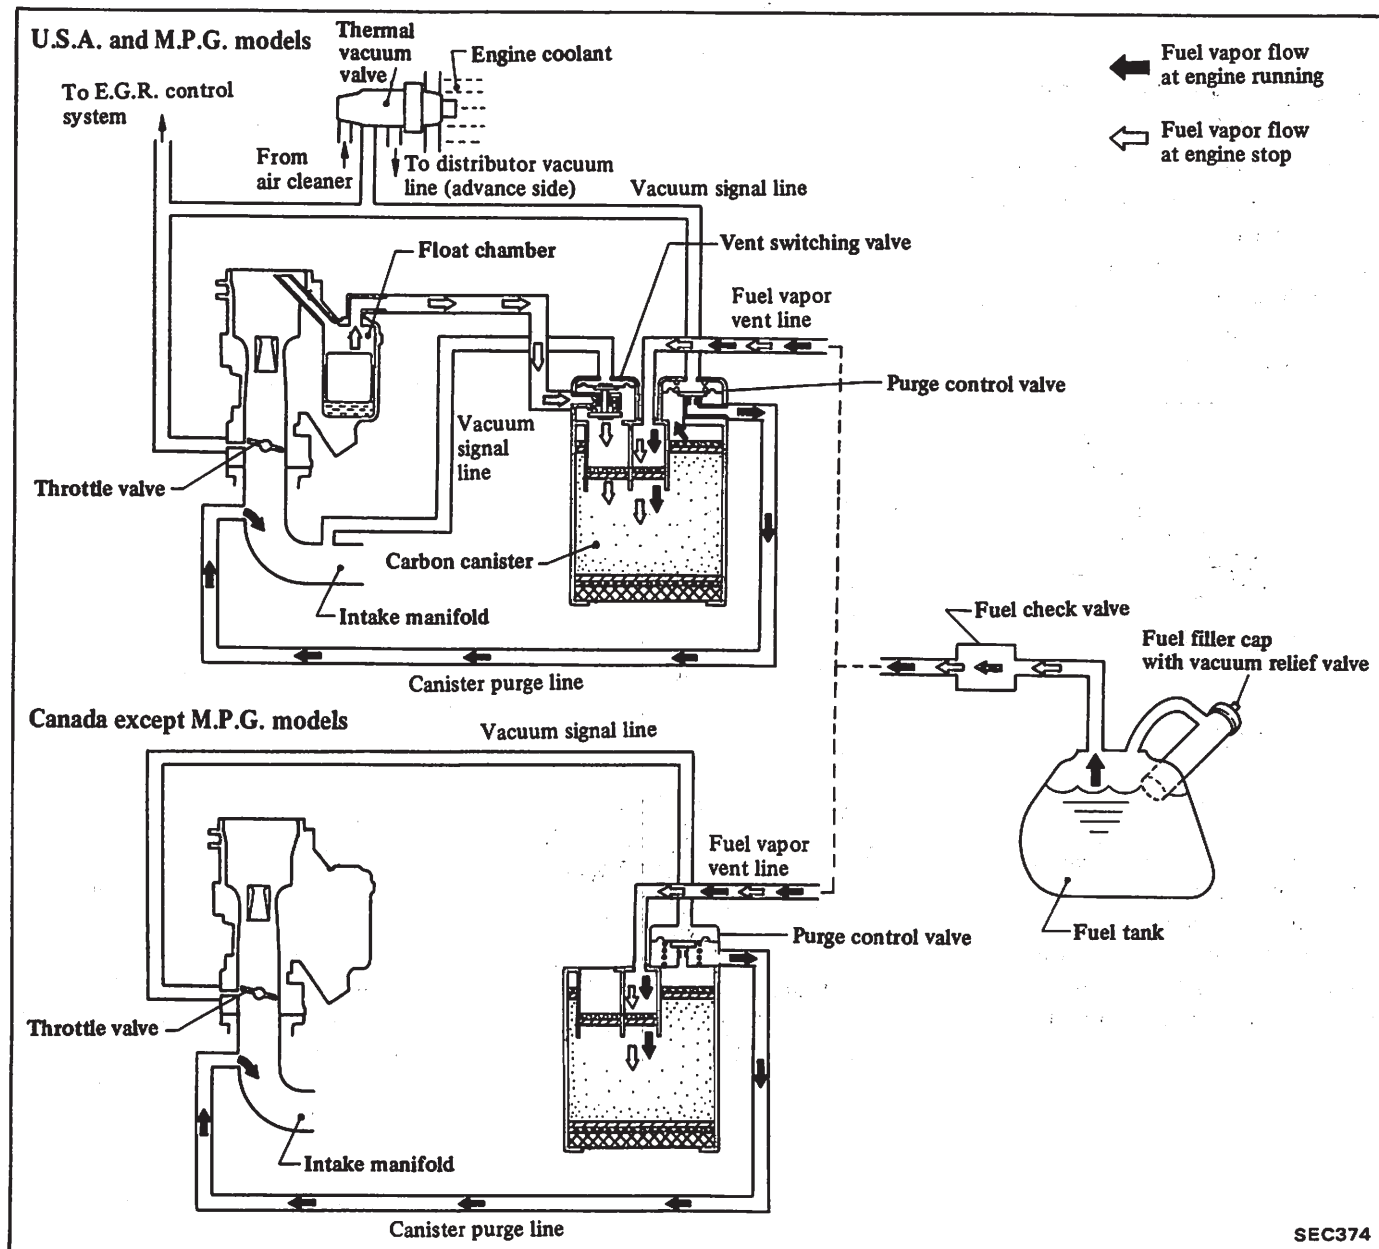 U.S.A. and M.P.G. models
Thermal
vacuum
valve
Engine coolant
To E.G.R. control
system
From
air cleaner
To distributor vacuum
line (advance side)
Vacuum signal line
Fuel vapor flow
at engine running
Fuel vapor flow
at engine stop
Float chamber
Vent switching valve
Fuel vapor
vent line
Purge control valve
Vacuum
signal
line
Throttle valve
Carbon canister
Intake manifold
Canister purge line
Fuel check valve
Fuel filler cap
with vacuum relief valve
Fuel tank
Canada except M.P.G. models
Vacuum signal line
Fuel vapor
vent line
Purge control valve
Throttle valve
Intake manifold
Canister purge line
SEC374